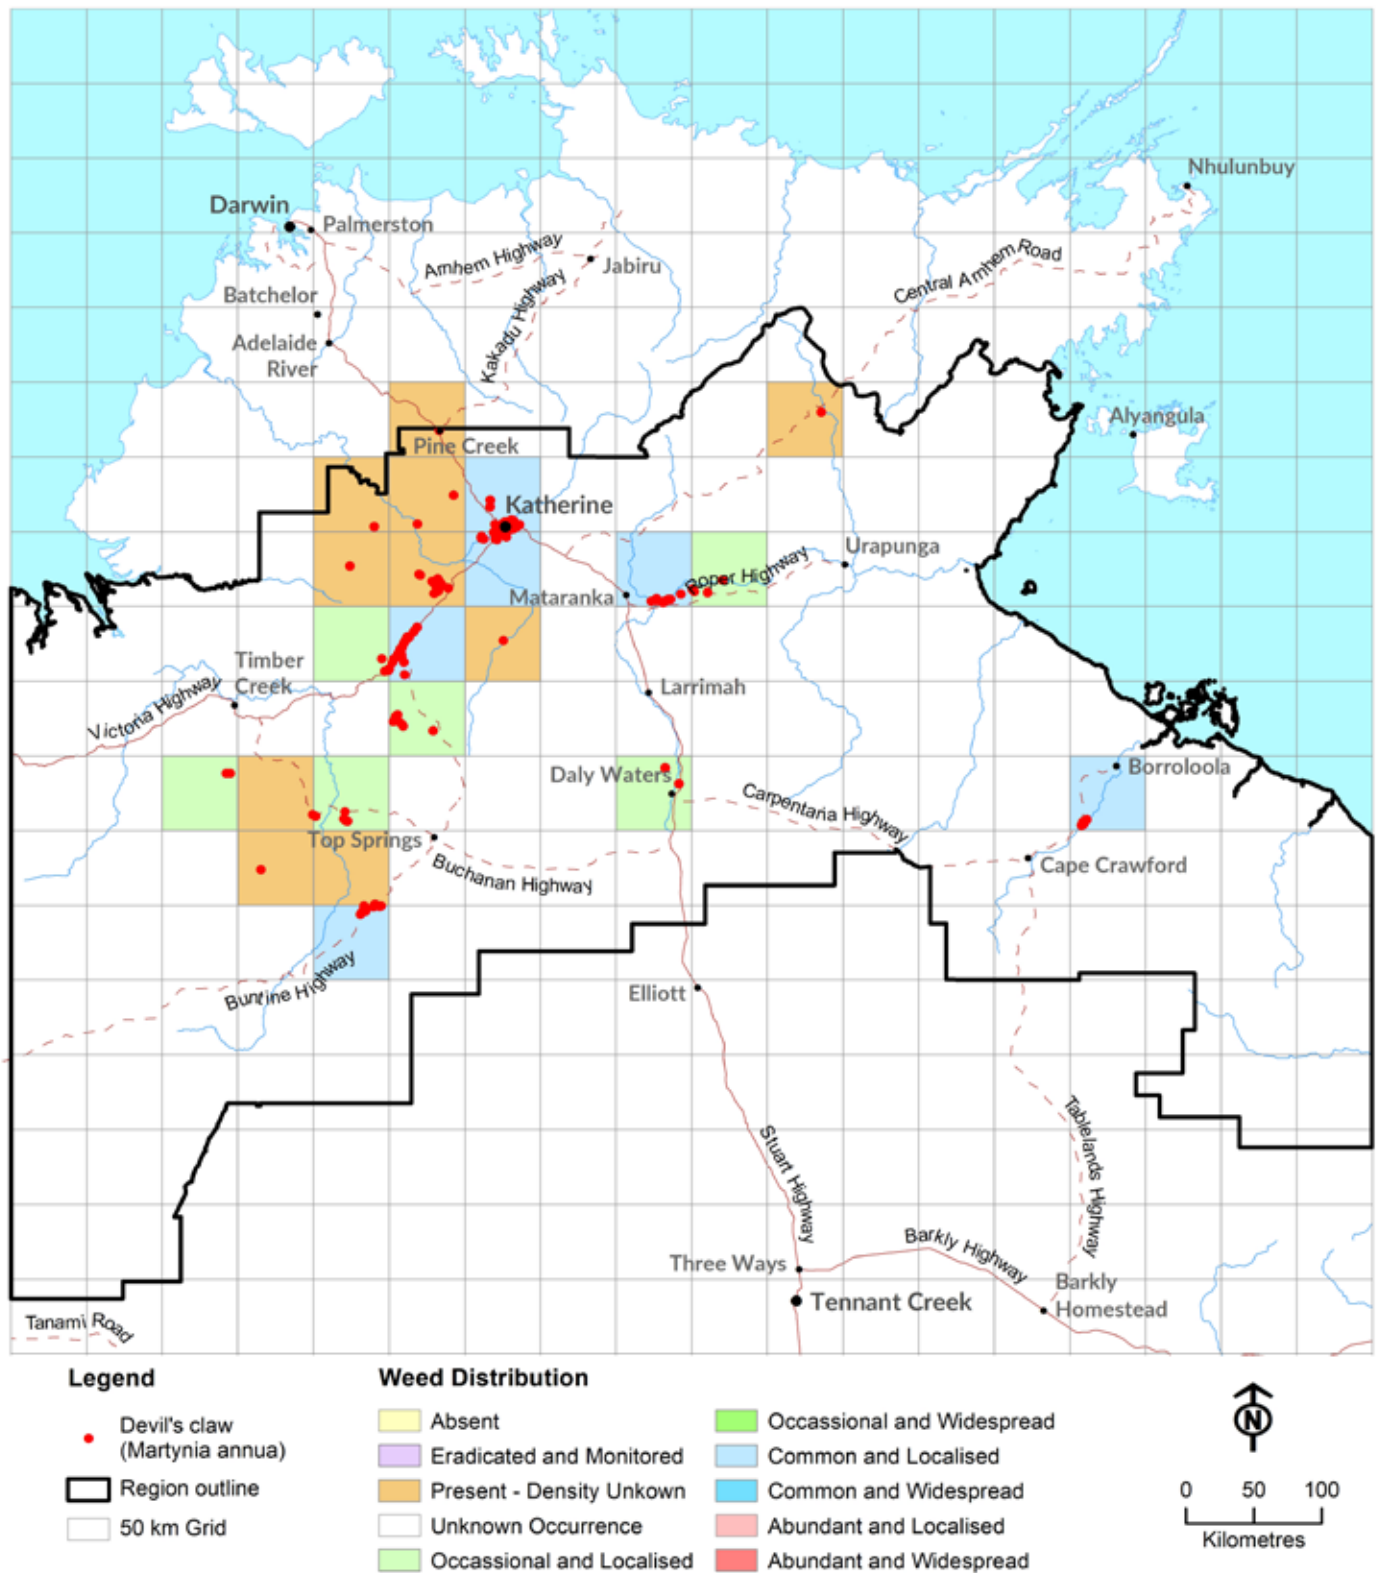 Nhulunbuy
Darwin
Palmerston
Arnhem Highway
Jabiru
Central Arnhem Road
Batchelor
Kakadu Highway
Adelaide
River
Alyangula
Pine Creek
Katherine
Urapunga
Roper Highway
Mataranka
Timber
Creek
Larrimah
Victoria Highway
Daly Waters
Borroloola
Carpentaria Highway
Top Springs
Buchanan Highway
Cape Crawford
Buntine Highway
Elliott
Tablelands Highway
Stuart Highway
Three Ways
Barkly Highway
Barkly
Homestead
Tennant Creek
Tanami Road
Legend
Devil's claw
(Martynia annua)
Region outline
50 km Grid
Weed Distribution
Absent
Eradicated and Monitored
Present - Density Unkown
Unknown Occurrence
Occassional and Localised
Occassional and Widespread
Common and Localised
Common and Widespread
Abundant and Localised
Abundant and Widespread
N
0 50 100
Kilometres